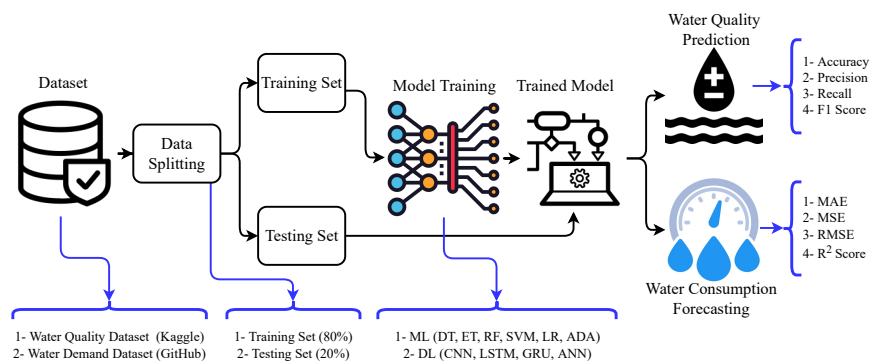 Dataset
Data
Splitting
Training Set
Testing Set
Model Training
Trained Model
Water Quality
Prediction
1- Accuracy
2- Precision
3- Recall
4- F1 Score
1- MAE
2- MSE
3- RMSE
4- R² Score
Water Consumption
Forecasting
1- Water Quality Dataset (Kaggle)
2- Water Demand Dataset (GitHub)
1- Training Set (80%)
2- Testing Set (20%)
1- ML (DT, ET, RF, SVM, LR, ADA)
2- DL (CNN, LSTM, GRU, ANN)